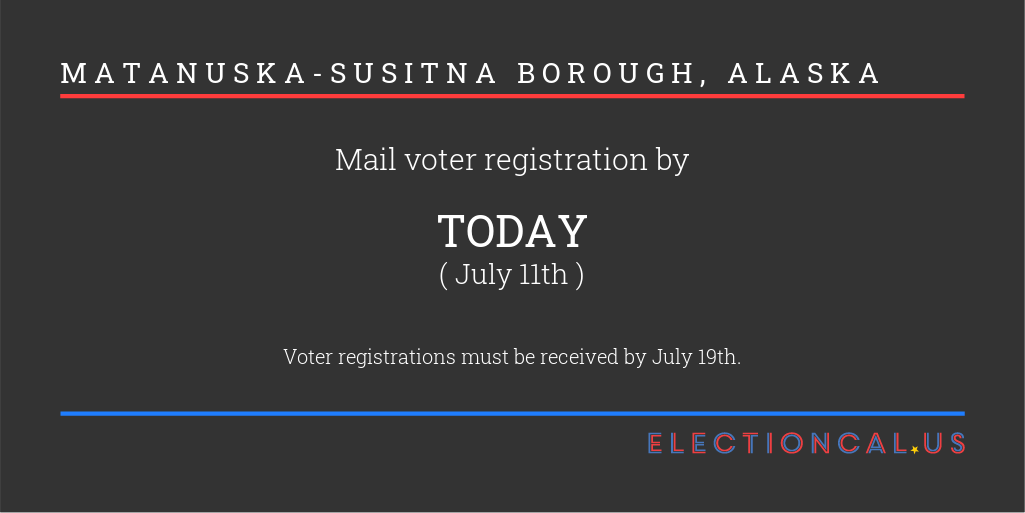 MATANUSKA-SUSITNA BOROUGH, ALASKA
Mail voter registration by
TODAY
( July 11th )
Voter registrations must be received by July 19th.
ELECTIONCAL.US